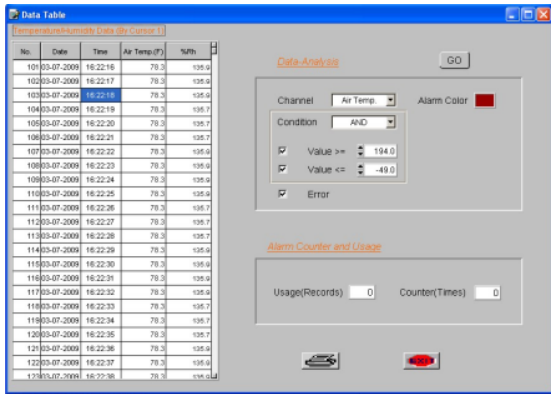 Data Table
Temperature/Humidity Data (By Cursor 1)
No. Date Time Air Temp.(F) %Rh
101 03-07-2009 16:22:16 78.3 135.9
102 03-07-2009 16:22:17 78.3 135.9
103 03-07-2009 16:22:18 78.3 135.9
104 03-07-2009 16:22:19 78.3 135.7
105 03-07-2009 16:22:20 78.3 135.7
106 03-07-2009 16:22:21 78.3 135.7
107 03-07-2009 16:22:22 78.3 135.9
108 03-07-2009 16:22:23 78.3 135.9
109 03-07-2009 16:22:24 78.3 135.9
110 03-07-2009 16:22:25 78.3 135.9
111 03-07-2009 16:22:26 78.3 135.7
112 03-07-2009 16:22:27 78.3 135.7
113 03-07-2009 16:22:28 78.3 135.7
114 03-07-2009 16:22:29 78.3 135.9
115 03-07-2009 16:22:30 78.3 135.9
116 03-07-2009 16:22:31 78.3 135.9
117 03-07-2009 16:22:32 78.3 135.9
118 03-07-2009 16:22:33 78.3 135.7
119 03-07-2009 16:22:34 78.3 135.7
120 03-07-2009 16:22:35 78.3 135.7
121 03-07-2009 16:22:36 78.3 135.9
122 03-07-2009 16:22:37 78.3 135.9
123 03-07-2009 16:22:38 78.3 135.9
Data-Analysis
GO
Channel Air Temp. Alarm Color
Condition AND
Value >= 194.0
Value <= -49.0
Error
Alarm Counter and Usage
Usage(Records) 0 Counter(Times) 0